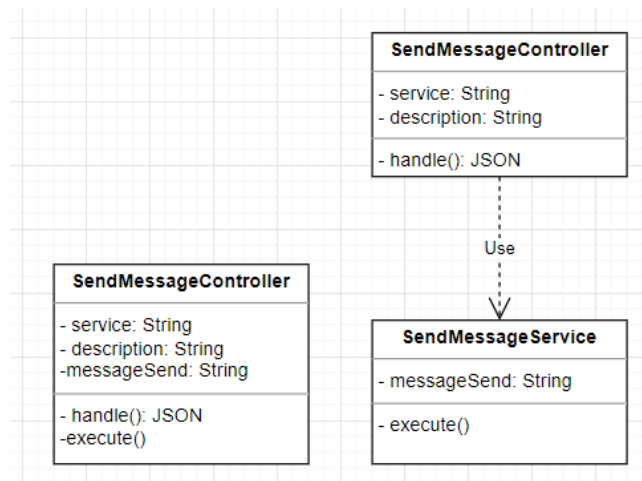 SendMessageController
- service: String
- description: String
- handle(): JSON
Use
SendMessageController
- service: String
- description: String
-messageSend: String
- handle(): JSON
-execute()
SendMessageService
- messageSend: String
- execute()